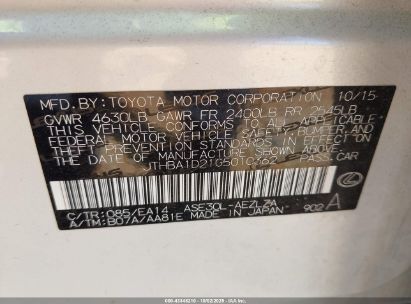 MFD.BY:TOYOTA MOTOR CORPORATION 10/15
GVWR 4630LB GAWR FR 2400LB RR 2645LB
THIS VEHICLE CONFORMS TO ALL APPLICABLE
FEDERAL MOTOR VEHICLE SAFETY, BUMPER, AND
THEFT PREVENTION STANDARDS IN EFFECT ON
THE DATE OF MANUFACTURE SHOWN ABOVE.
PASS.CAR
C/TR:085/EA14 ASE30L-AEZLZA
A/TM:B07A/AA81E MADE IN JAPAN 902 A